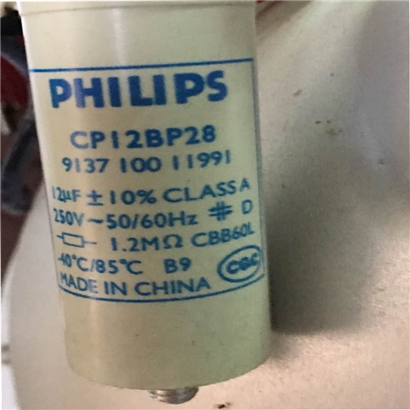 PHILIPS
CP12BP28
9137 100 11991
12µF ± 10% CLASS A
250V~50/60Hz # D
1.2MΩ CBB60L
-40°C/85°C B9 CQC
MADE IN CHINA